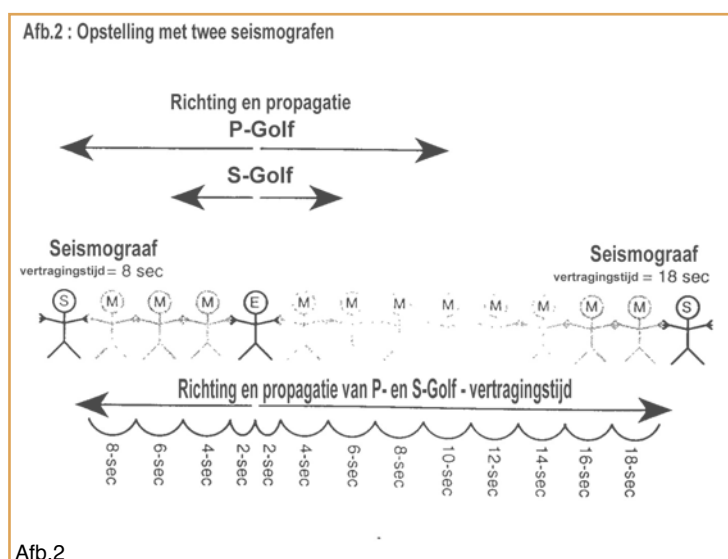 Afb.2 : Opstelling met twee seismografen
Richting en propagatie
P-Golf
S-Golf
Seismograaf
vertragingstijd = 8 sec
Seismograaf
vertragingstijd = 18 sec
S M M M E M M M M M M M M S
Richting en propagatie van P- en S-Golf - vertragingstijd
8-sec 6-sec 4-sec 2-sec 2-sec 4-sec 6-sec 8-sec 10-sec 12-sec 14-sec 16-sec 18-sec
Afb.2